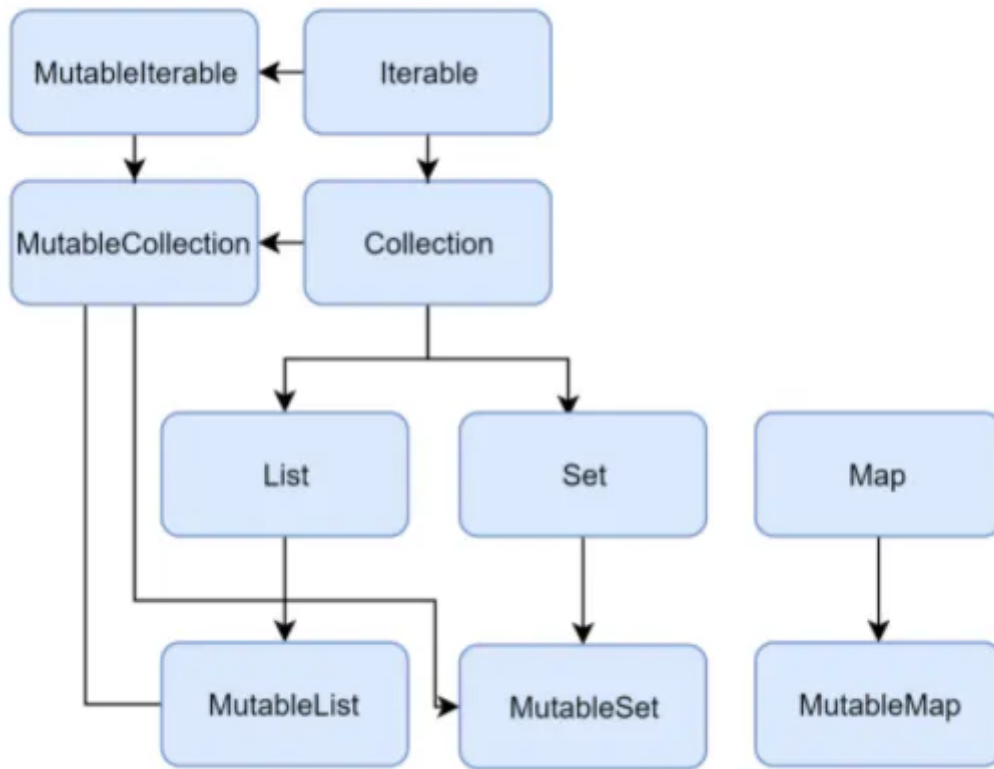 MutableIterable
Iterable
MutableCollection
Collection
List
Set
Map
MutableList
MutableSet
MutableMap